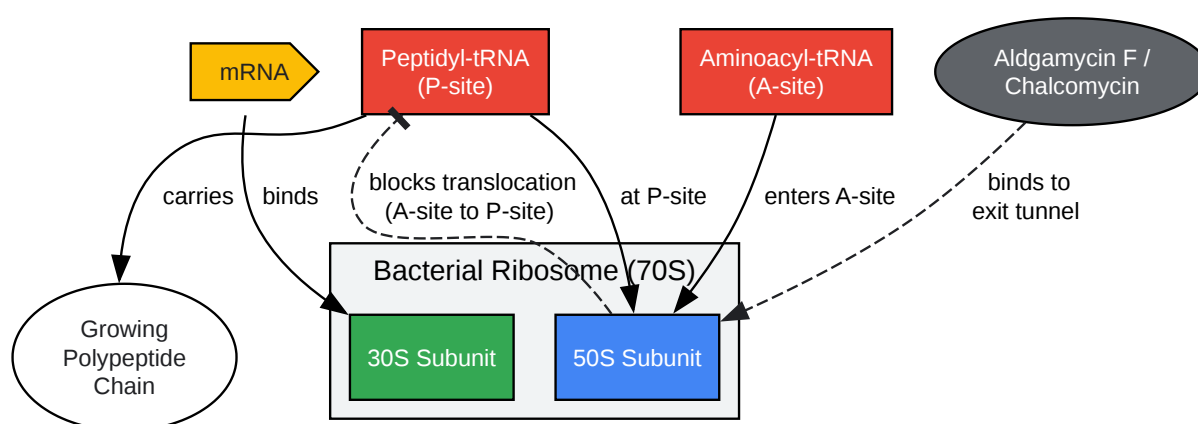 mRNA
Peptidyl-tRNA
(P-site)
Aminoacyl-tRNA
(A-site)
Aldgamycin F /
Chalcomycin
carries
binds
blocks translocation
(A-site to P-site)
at P-site
enters A-site
binds to
exit tunnel
Bacterial Ribosome (70S)
Growing
Polypeptide
Chain
30S Subunit
50S Subunit